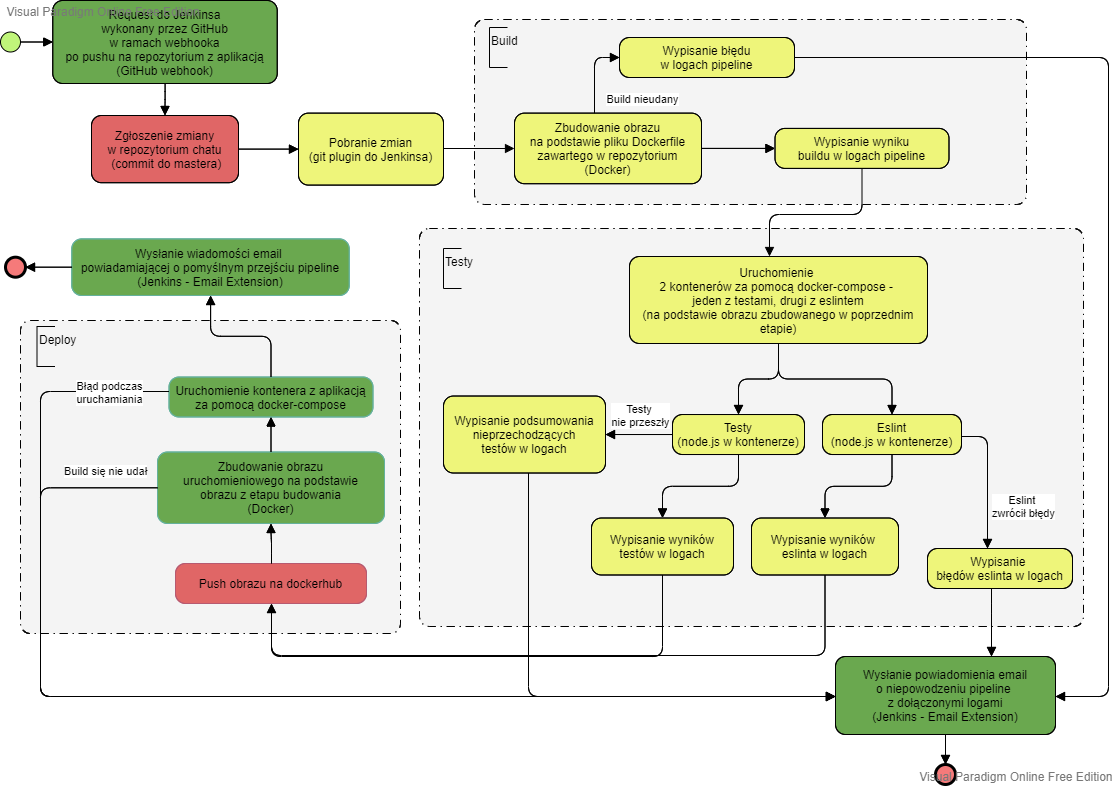 Visual Paradigm Online Free Edition
Request do Jenkinsa
wykonany przez GitHub
w ramach webhooka
po pushu na repozytorium z aplikacją
(GitHub webhook)
Zgłoszenie zmiany
w repozytorium chatu
(commit do mastera)
Pobranie zmian
(git plugin do Jenkinsa)
Build
Wypisanie błędu
w logach pipeline
Build nieudany
Zbudowanie obrazu
na podstawie pliku Dockerfile
zawartego w repozytorium
(Docker)
Wypisanie wyniku
buildu w logach pipeline
Wysłanie wiadomości email
powiadamiającej o pomyślnym przejściu pipeline
(Jenkins - Email Extension)
Testy
Uruchomienie
2 kontenerów za pomocą docker-compose -
jeden z testami, drugi z eslintem
(na podstawie obrazu zbudowanego w poprzednim
etapie)
Deploy
Błąd podczas
uruchamiania
Uruchomienie kontenera z aplikacją
za pomocą docker-compose
Wypisanie podsumowania
nieprzechodzących
testów w logach
Testy
nie przeszły
Testy
(node.js w kontenerze)
Eslint
(node.js w kontenerze)
Build się nie udał
Zbudowanie obrazu
uruchomieniowego na podstawie
obrazu z etapu budowania
(Docker)
Eslint
zwrócił błędy
Wypisanie wyników
testów w logach
Wypisanie wyników
eslinta w logach
Wypisanie
błędów eslinta w logach
Push obrazu na dockerhub
Wysłanie powiadomienia email
o niepowodzeniu pipeline
z dołączonymi logami
(Jenkins - Email Extension)
Visual Paradigm Online Free Edition